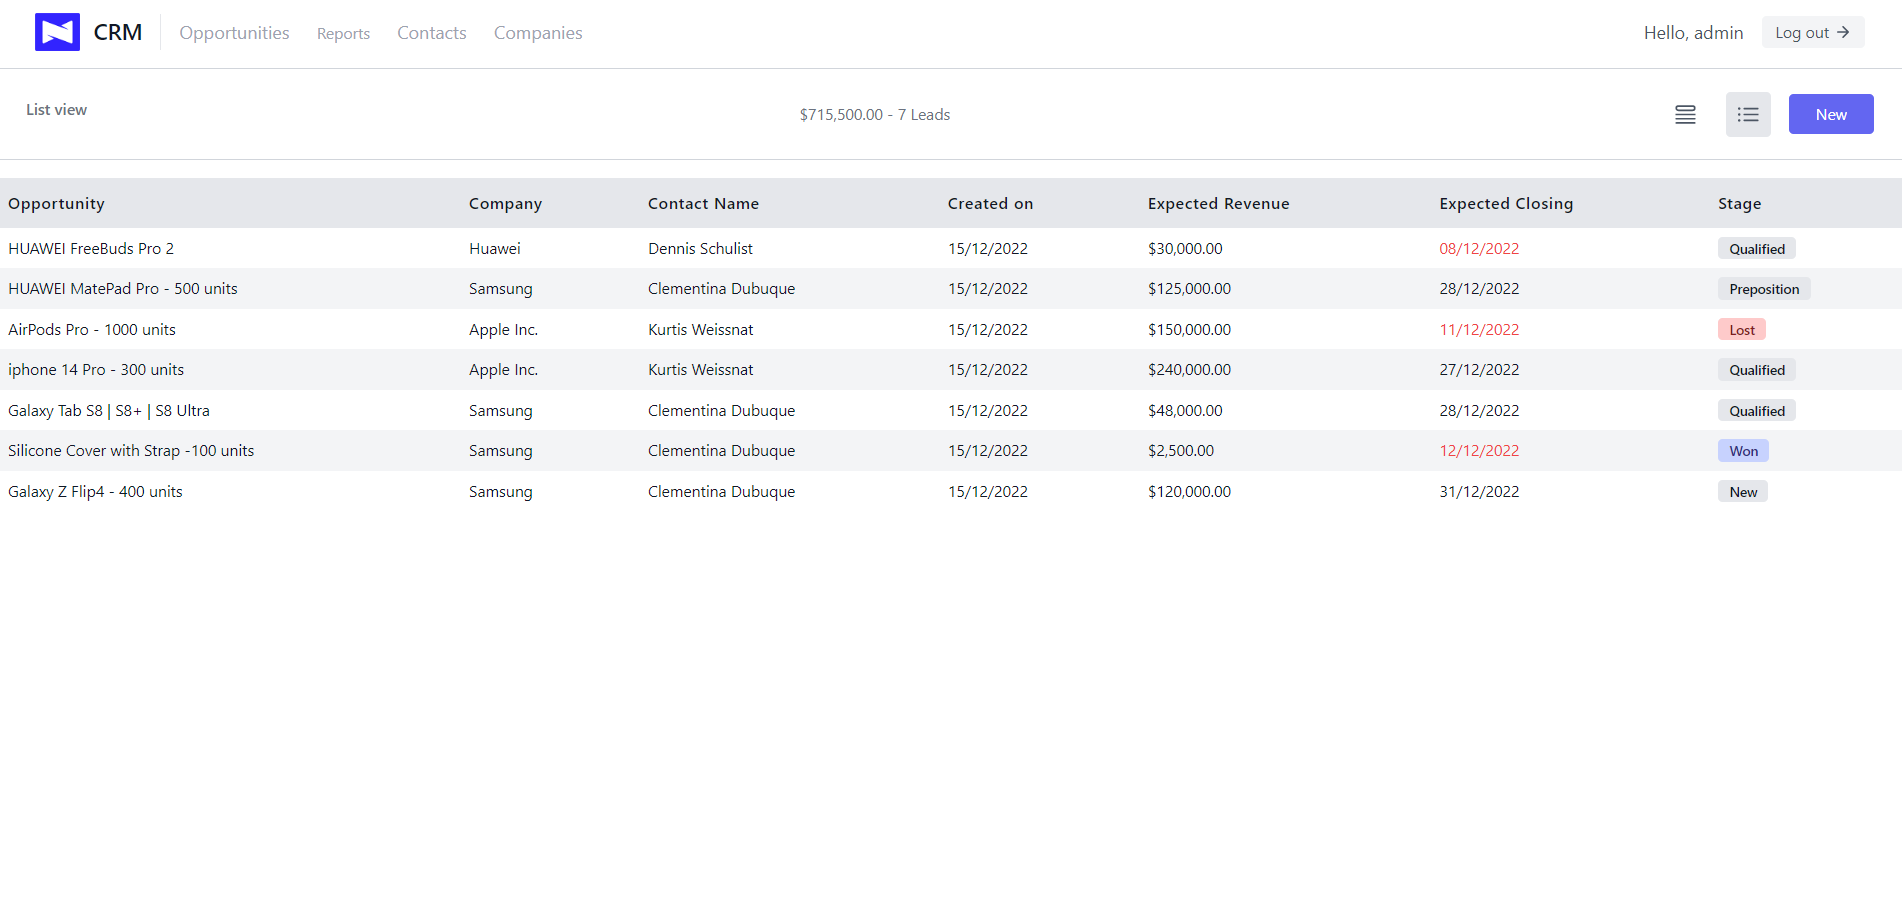 CRM Opportunities Reports Contacts Companies Hello, admin Log out →
List view $715,500.00 - 7 Leads New
Opportunity Company Contact Name Created on Expected Revenue Expected Closing Stage
HUAWEI FreeBuds Pro 2 Huawei Dennis Schulist 15/12/2022 $30,000.00 08/12/2022 Qualified
HUAWEI MatePad Pro - 500 units Samsung Clementina Dubuque 15/12/2022 $125,000.00 28/12/2022 Preposition
AirPods Pro - 1000 units Apple Inc. Kurtis Weissnat 15/12/2022 $150,000.00 11/12/2022 Lost
iphone 14 Pro - 300 units Apple Inc. Kurtis Weissnat 15/12/2022 $240,000.00 27/12/2022 Qualified
Galaxy Tab S8 | S8+ | S8 Ultra Samsung Clementina Dubuque 15/12/2022 $48,000.00 28/12/2022 Qualified
Silicone Cover with Strap -100 units Samsung Clementina Dubuque 15/12/2022 $2,500.00 12/12/2022 Won
Galaxy Z Flip4 - 400 units Samsung Clementina Dubuque 15/12/2022 $120,000.00 31/12/2022 New